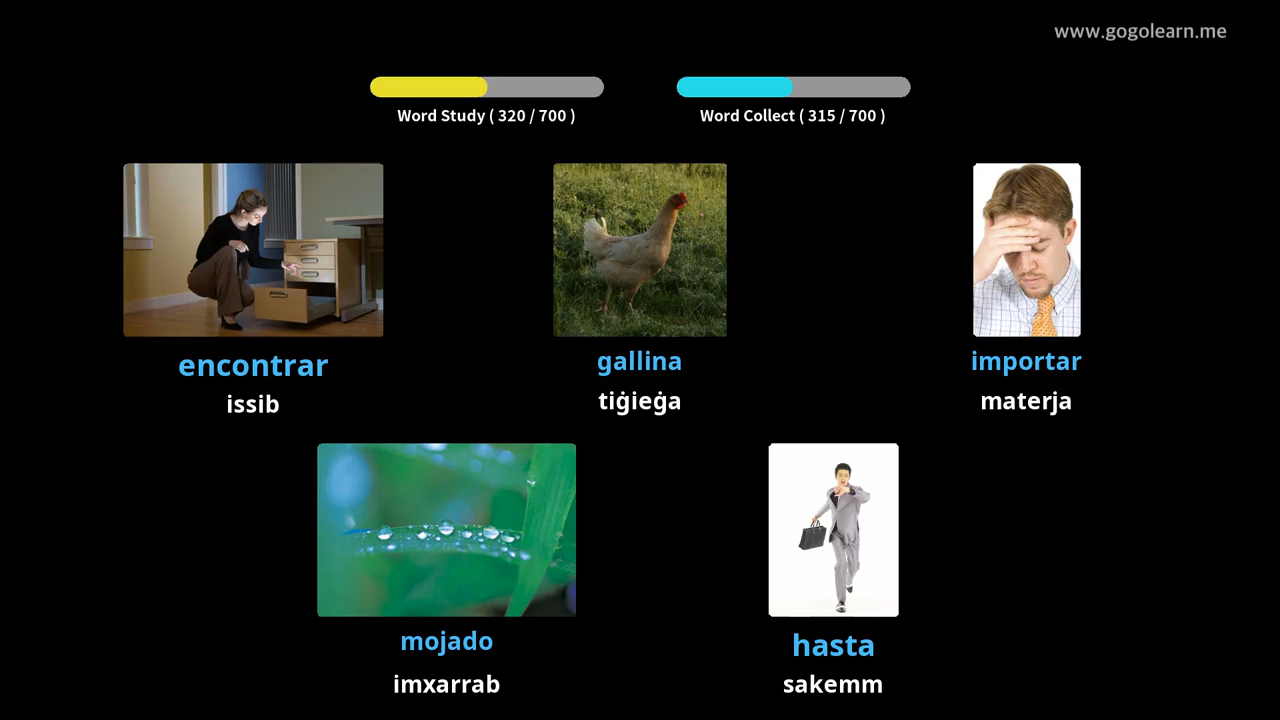 www.gogolearn.me
Word Study ( 320 / 700 )
Word Collect ( 315 / 700 )
encontrar
issib
gallina
tiġieġa
importar
materja
mojado
imxarrab
hasta
sakemm